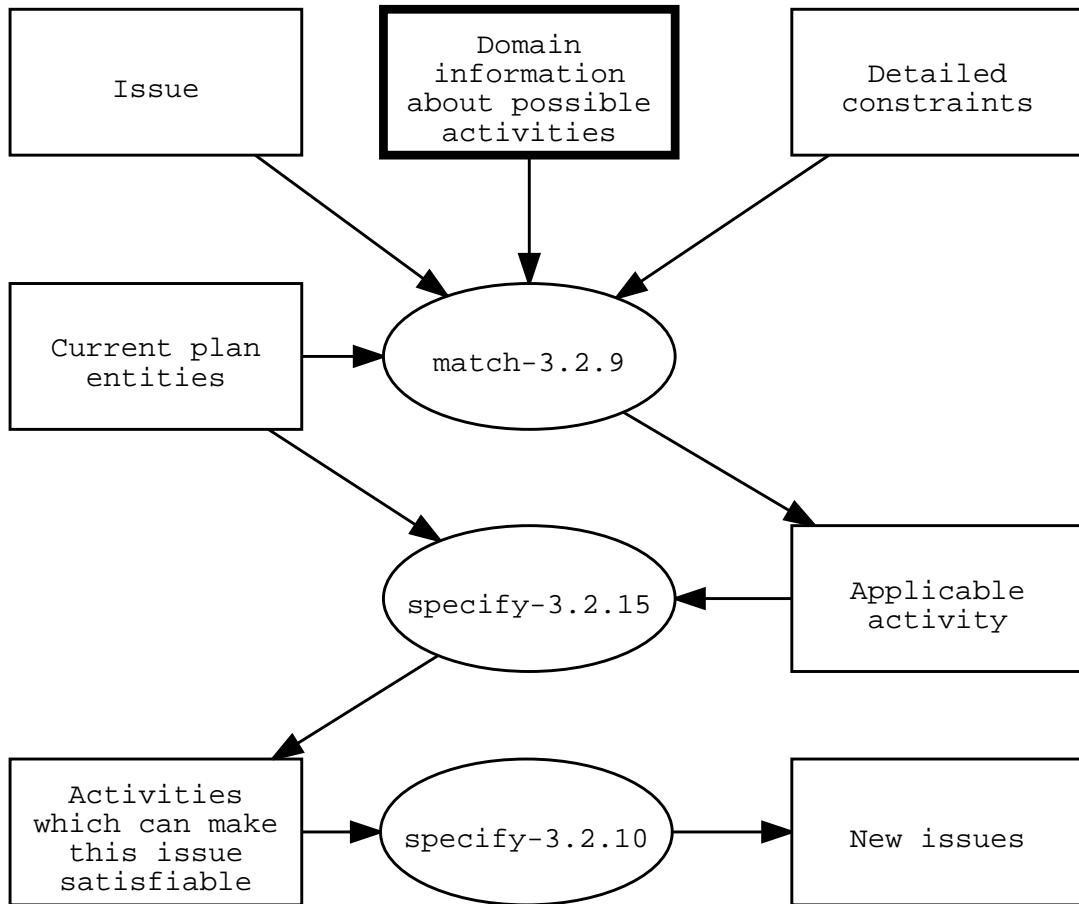 Issue
Domain
information
about possible
activities
Detailed
constraints
Current plan
entities
match-3.2.9
specify-3.2.15
Applicable
activity
Activities
which can make
this issue
satisfiable
specify-3.2.10
New issues